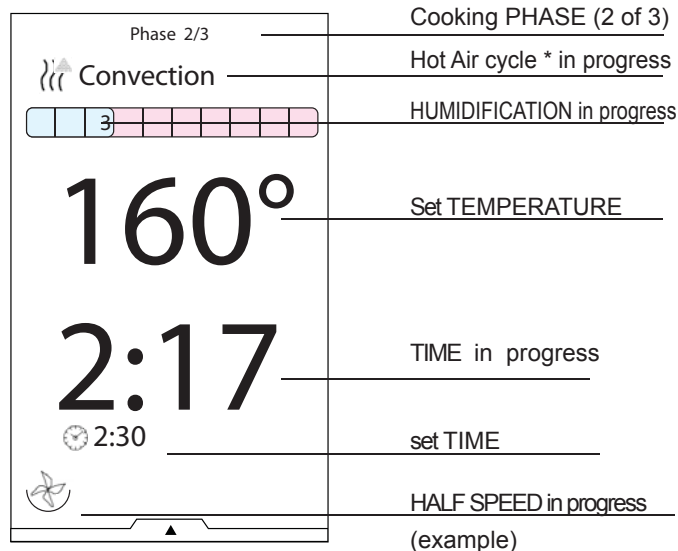 Phase 2/3
Cooking PHASE (2 of 3)
Convection
Hot Air cycle * in progress
3
HUMIDIFICATION in progress
160°
Set TEMPERATURE
2:17
TIME in progress
2:30
set TIME
HALF SPEED in progress
(example)